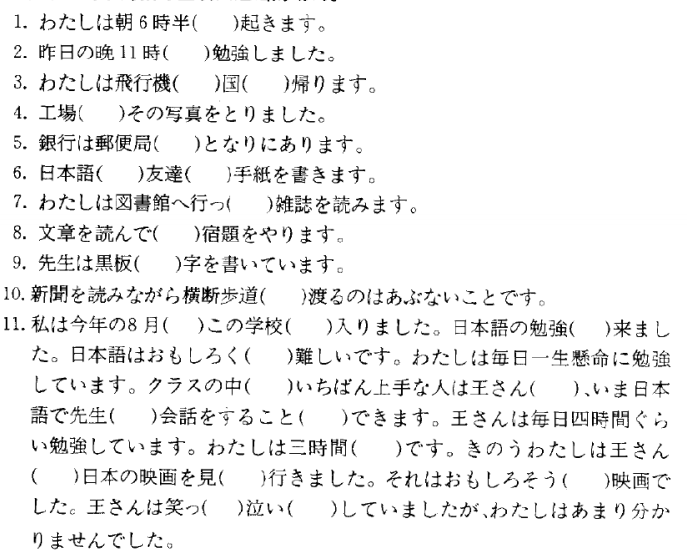 1. わたしは朝6時半(　　)起きます。
2. 昨日の晩11時(　　)勉強しました。
3. わたしは飛行機(　　)国(　　)帰ります。
4. 工場(　　)その写真をとりました。
5. 銀行は郵便局(　　)となりにあります。
6. 日本語(　　)友達(　　)手紙を書きます。
7. わたしは図書館へ行っ(　　)雑誌を読みます。
8. 文章を読んで(　　)宿題をやります。
9. 先生は黒板(　　)字を書いています。
10. 新聞を読みながら横断歩道(　　)渡るのはあぶないことです。
11. 私は今年の8月(　　)この学校(　　)入りました。日本語の勉強(　　)来まし
た。日本語はおもしろく(　　)難しいです。わたしは毎日一生懸命に勉強
しています。クラスの中(　　)いちばん上手な人は王さん(　　)、いま日本
語で先生(　　)会話をすること(　　)できます。王さんは毎日四時間ぐら
い勉強しています。わたしは三時間(　　)です。きのうわたしは王さん
(　　)日本の映画を見(　　)行きました。それはおもしろそう(　　)映画で
した。王さんは笑っ(　　)泣い(　　)していましたが、わたしはあまり分か
りませんでした。